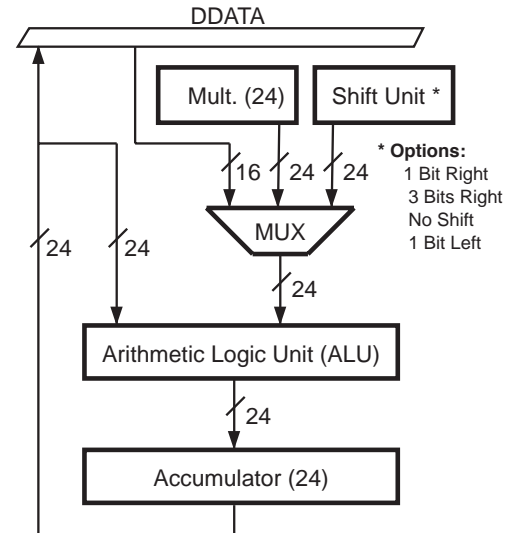 DDATA
Mult. (24)
Shift Unit *
16
24
24
* Options:
1 Bit Right
3 Bits Right
No Shift
1 Bit Left
MUX
24
24
24
Arithmetic Logic Unit (ALU)
24
Accumulator (24)